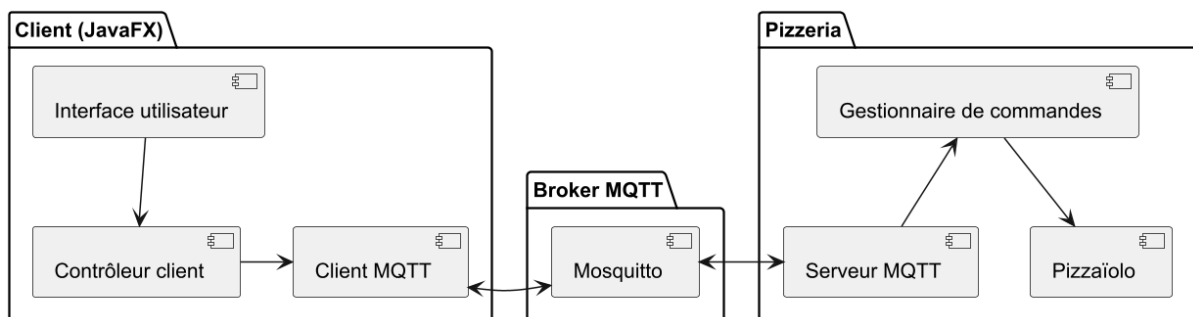 Client (JavaFX)
Interface utilisateur
Contrôleur client
Client MQTT
Broker MQTT
Mosquitto
Pizzeria
Gestionnaire de commandes
Serveur MQTT
Pizzaïolo